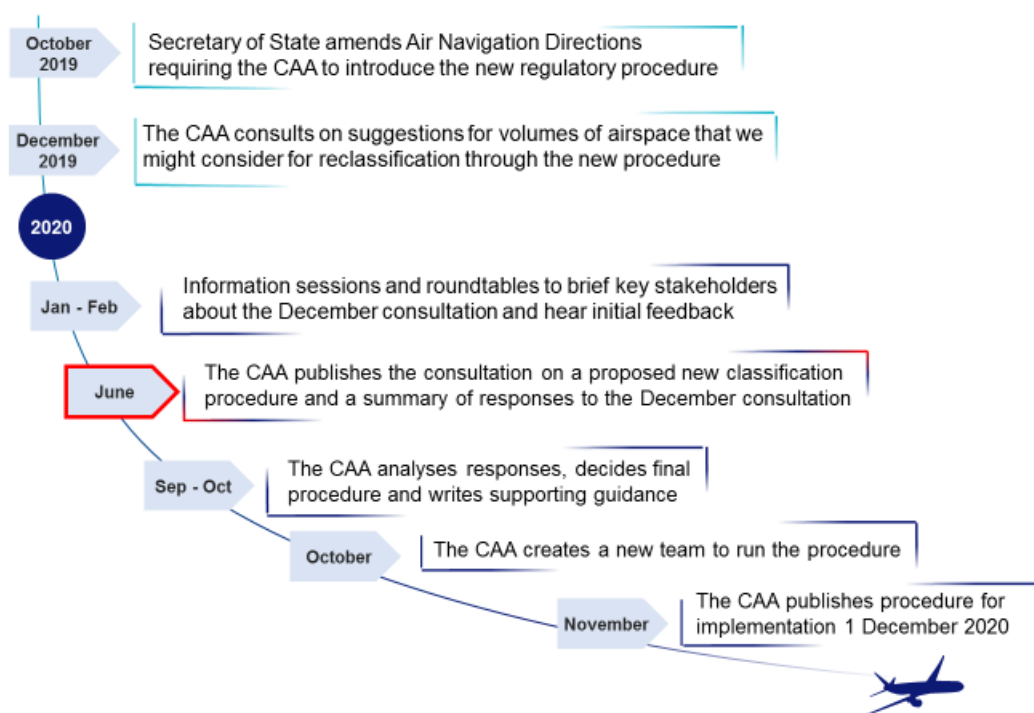 October
2019
Secretary of State amends Air Navigation Directions
requiring the CAA to introduce the new regulatory procedure
December
2019
The CAA consults on suggestions for volumes of airspace that we
might consider for reclassification through the new procedure
2020
Jan - Feb
Information sessions and roundtables to brief key stakeholders
about the December consultation and hear initial feedback
June
The CAA publishes the consultation on a proposed new classification
procedure and a summary of responses to the December consultation
Sep - Oct
The CAA analyses responses, decides final
procedure and writes supporting guidance
October
The CAA creates a new team to run the procedure
November
The CAA publishes procedure for
implementation 1 December 2020